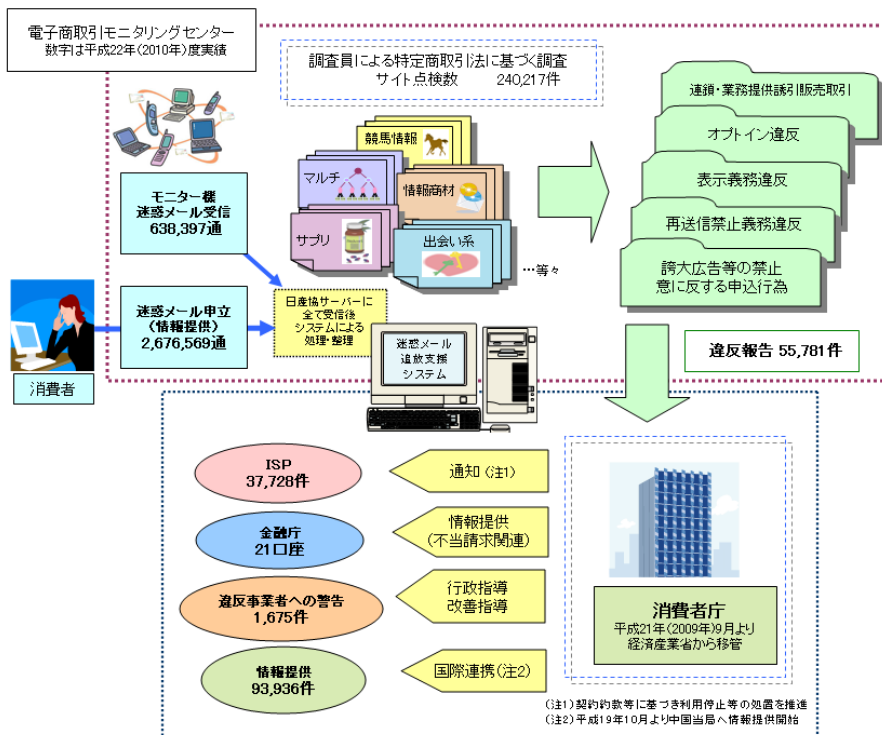 電子商取引モニタリングセンター
数字は平成22年(2010年)度実績
調査員による特定商取引法に基づく調査
サイト点検数 240,217件
モニター機
迷惑メール受信
638,397通
迷惑メール申立
(情報提供)
2,676,569通
消費者
競馬情報
マルチ
情報商材
サプリ
出会い系
…等々
日産協サーバーに
全て受信後
システムによる
処理・整理
迷惑メール
追放支援
システム
連鎖・業務提供誘引販売取引
オプトイン違反
表示義務違反
再送信禁止義務違反
誇大広告等の禁止
意に反する申込行為
違反報告 55,781件
ISP
37,728件
通知(注1)
金融庁
21口座
情報提供
(不当請求関連)
違反事業者への警告
1,675件
行政指導
改善指導
情報提供
93,936件
国際連携(注2)
消費者庁
平成21年(2009年)9月より
経済産業省から移管
(注1)契約約款等に基づき利用停止等の処置を推進
(注2)平成19年10月より中国当局へ情報提供開始